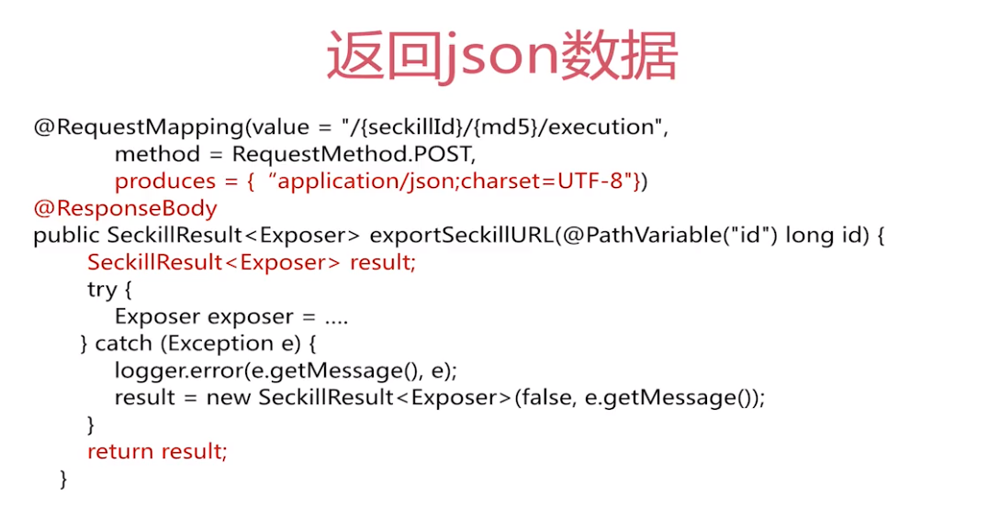 返回json数据
@RequestMapping(value = "/{seckillId}/{md5}/execution",
method = RequestMethod.POST,
produces = { “application/json;charset=UTF-8"})
@ResponseBody
public SeckillResult<Exposer> exportSeckillURL(@PathVariable("id") long id) {
SeckillResult<Exposer> result;
try {
Exposer exposer = ....
} catch (Exception e) {
logger.error(e.getMessage(), e);
result = new SeckillResult<Exposer>(false, e.getMessage());
}
return result;
}